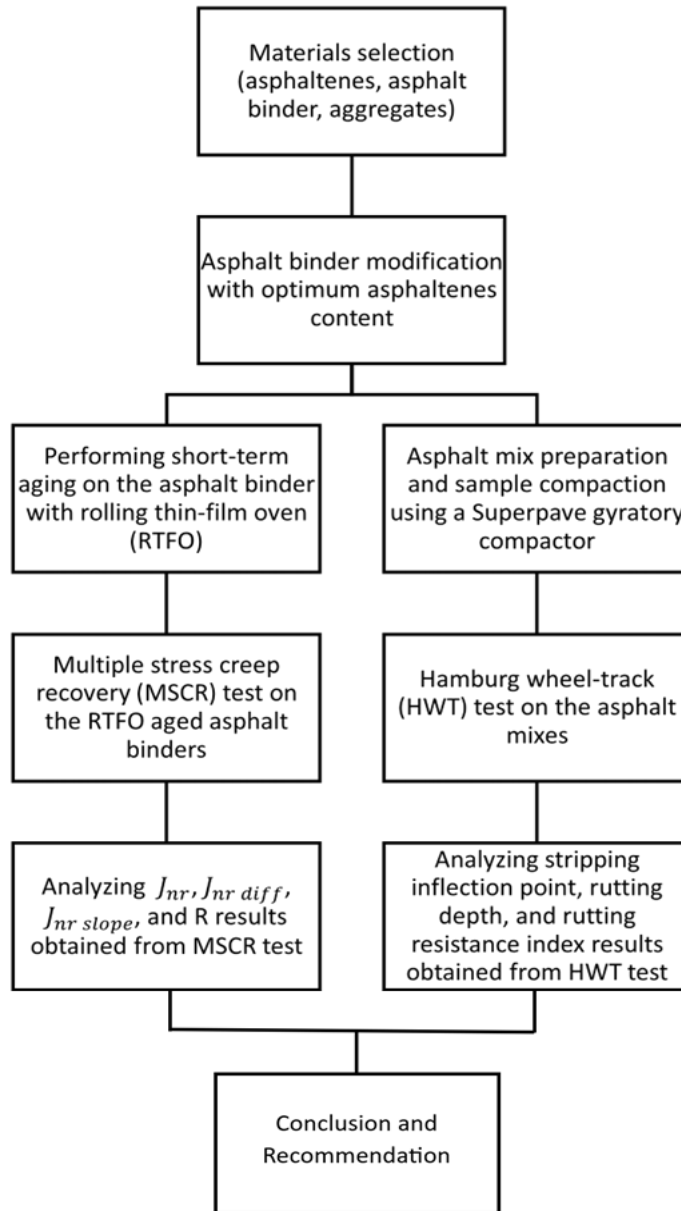 Materials selection
(asphaltenes, asphalt
binder, aggregates)
Asphalt binder modification
with optimum asphaltenes
content
Performing short-term
aging on the asphalt binder
with rolling thin-film oven
(RTFO)
Asphalt mix preparation
and sample compaction
using a Superpave gyratory
compactor
Multiple stress creep
recovery (MSCR) test on
the RTFO aged asphalt
binders
Hamburg wheel-track
(HWT) test on the asphalt
mixes
Analyzing J_nr, J_nr diff,
J_nr slope, and R results
obtained from MSCR test
Analyzing stripping
inflection point, rutting
depth, and rutting
resistance index results
obtained from HWT test
Conclusion and
Recommendation